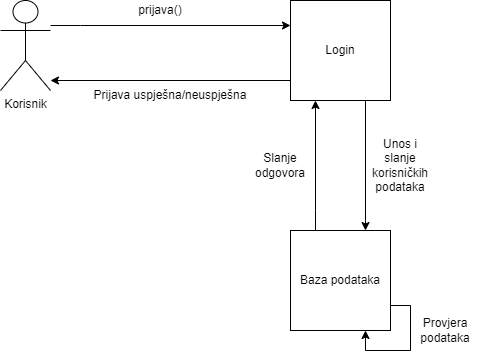 prijava()
Login
Korisnik
Prijava uspješna/neuspješna
Slanje
odgovora
Unos i
slanje
korisničkih
podataka
Baza podataka
Provjera
podataka